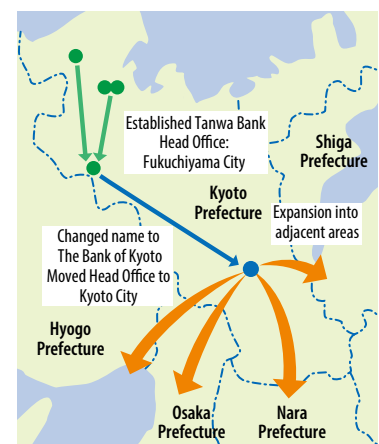 Established Tanwa Bank
Head Office:
Fukuchiyama City
Shiga
Prefecture
Kyoto
Prefecture
Expansion into
adjacent areas
Changed name to
The Bank of Kyoto
Moved Head Office to
Kyoto City
Hyogo
Prefecture
Osaka
Prefecture
Nara
Prefecture